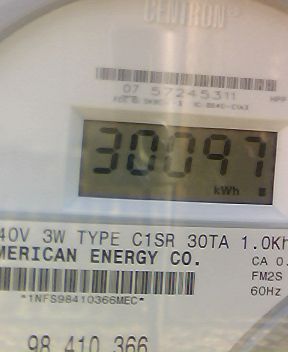 CENTRON®
07 57245311
30097
kWh
40V 3W TYPE C1SR 30TA 1.0Kh
MERICAN ENERGY CO.
CA 0.
FM2S
60Hz
*1NFS98410366MEC*
98 410 366